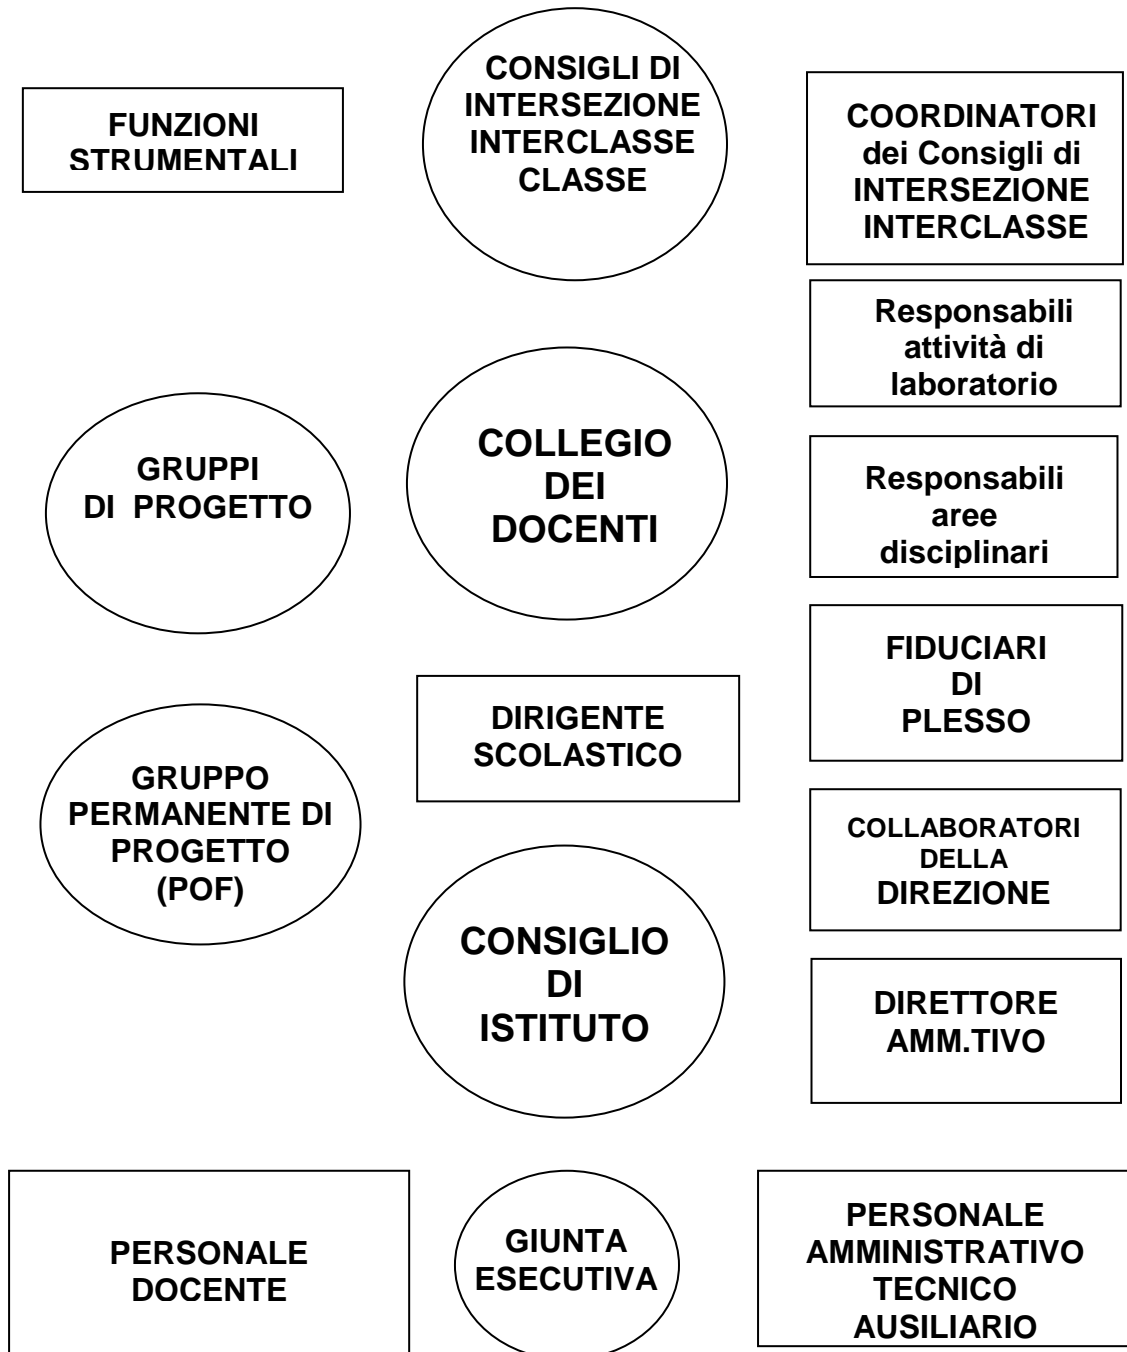 FUNZIONI
STRUMENTALI
CONSIGLI DI
INTERSEZIONE
INTERCLASSE
CLASSE
COORDINATORI
dei Consigli di
INTERSEZIONE
INTERCLASSE
Responsabili
attività di
laboratorio
GRUPPI
DI PROGETTO
COLLEGIO
DEI
DOCENTI
Responsabili
aree
disciplinari
FIDUCIARI
DI
PLESSO
DIRIGENTE
SCOLASTICO
GRUPPO
PERMANENTE DI
PROGETTO
(POF)
COLLABORATORI
DELLA
DIREZIONE
CONSIGLIO
DI
ISTITUTO
DIRETTORE
AMM.TIVO
PERSONALE
DOCENTE
GIUNTA
ESECUTIVA
PERSONALE
AMMINISTRATIVO
TECNICO
AUSILIARIO